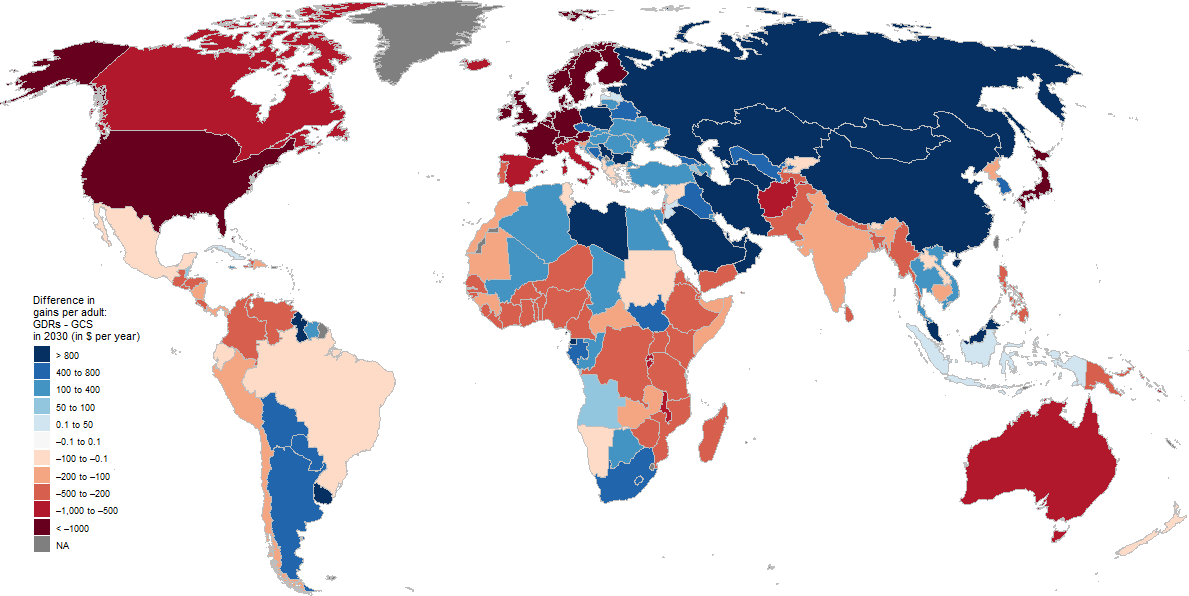 Difference in
gains per adult:
GDRs - GCS
in 2030 (in $ per year)
> 800
400 to 800
100 to 400
50 to 100
0.1 to 50
–0.1 to 0.1
–100 to –0.1
–200 to –100
–500 to –200
–1,000 to –500
< –1000
NA